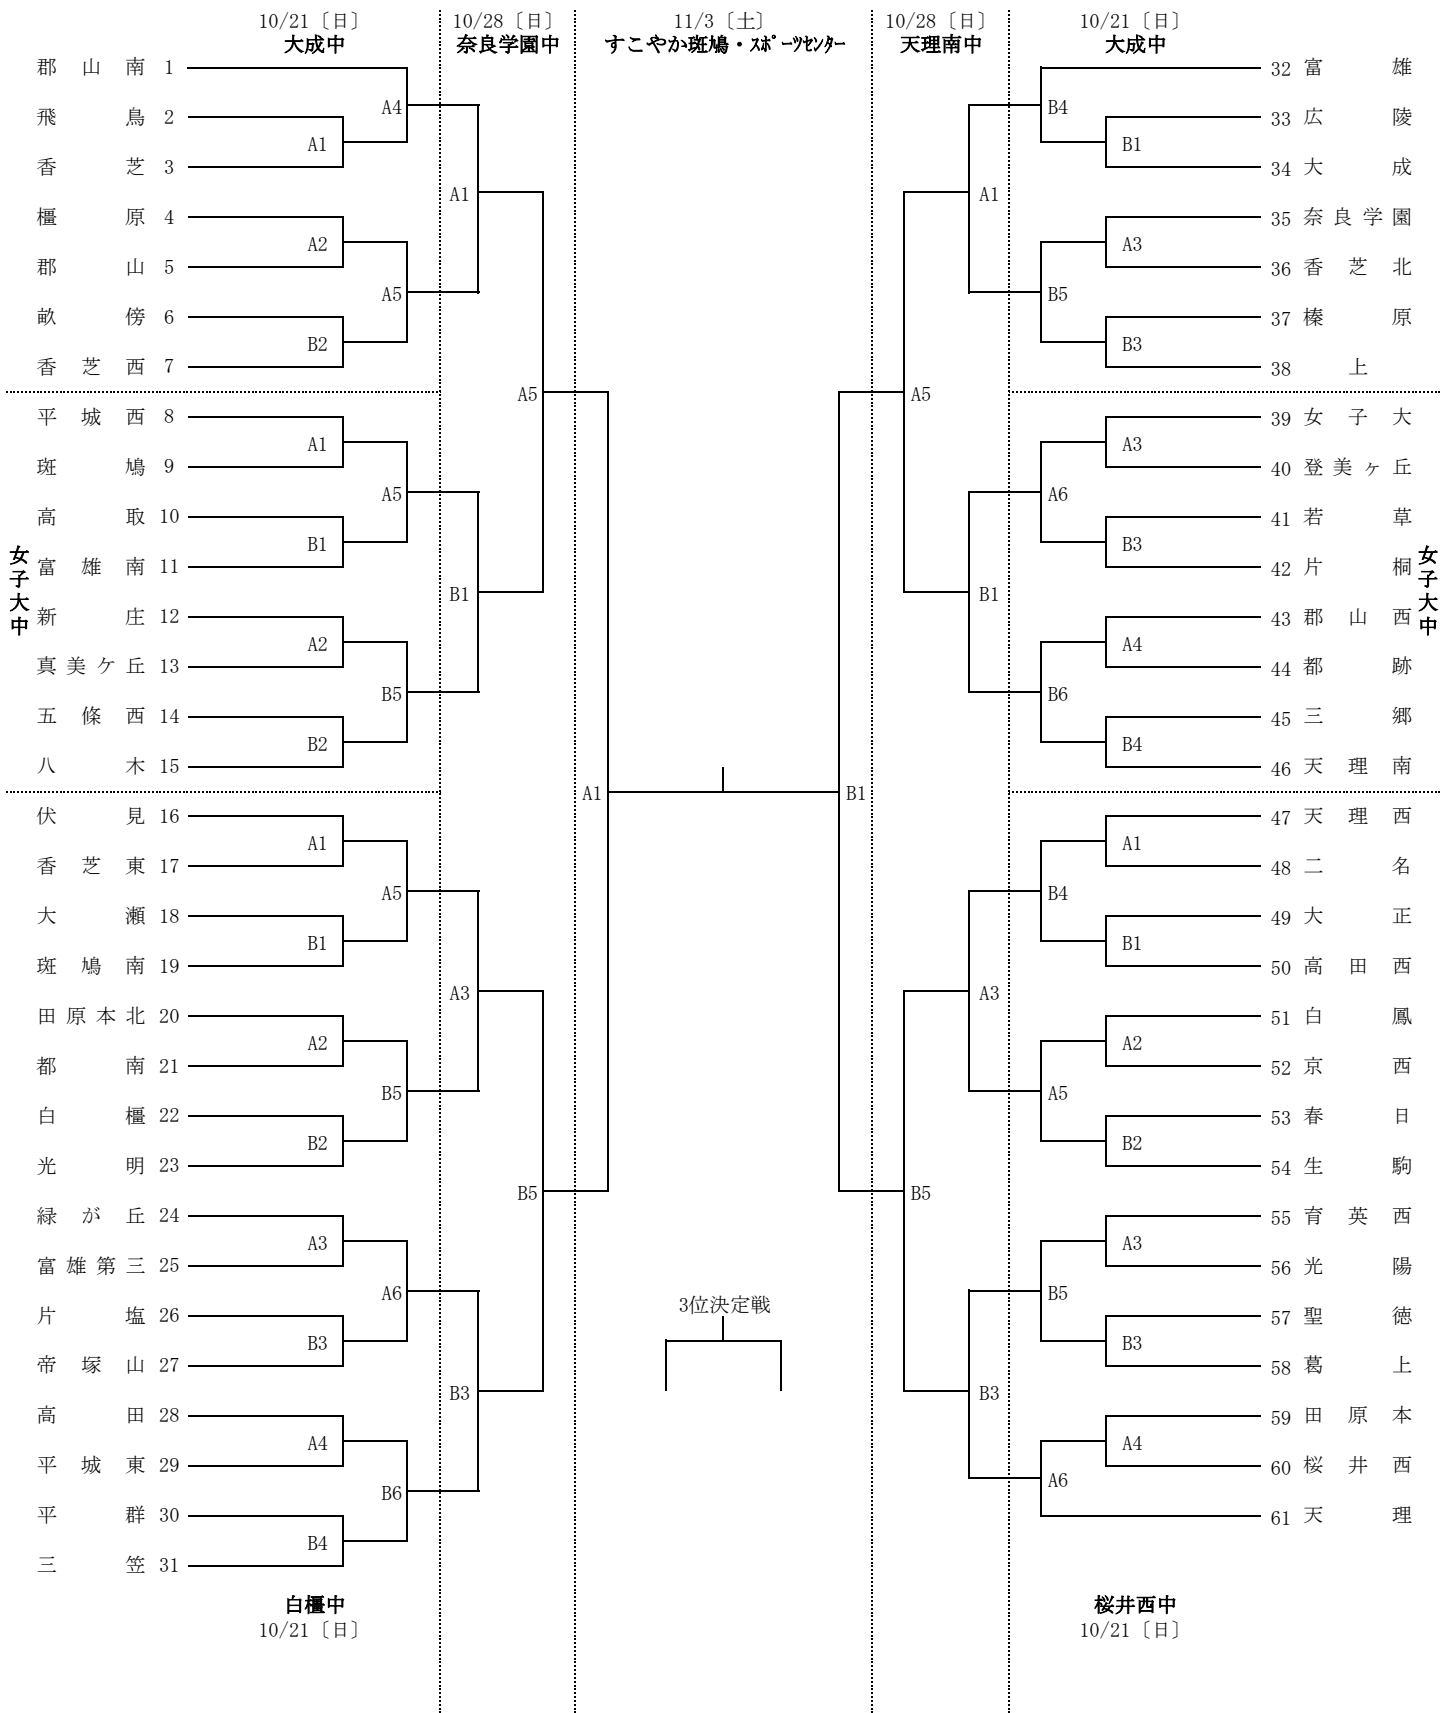 10/21〔日〕 10/28〔日〕 11/3〔土〕 10/28〔日〕 10/21〔日〕
大成中 奈良学園中 すこやか斑鳩・ｽﾎﾟｰﾂｾﾝﾀｰ 天理南中 大成中
郡山南 1
A4
飛鳥 2
A1
香芝 3
A1
橿原 4
A2
郡山 5
A5
畝傍 6
B2
香芝西 7
A5
平城西 8
A1
斑鳩 9
A5
高取 10
B1
富雄南 11
女子大中
B1
新庄 12
A2
真美ケ丘 13
B5
五條西 14
B2
八木 15
A1
伏見 16
A1
香芝東 17
A5
大瀬 18
B1
斑鳩南 19
A3
田原本北 20
A2
都南 21
B5
白橿 22
B2
光明 23
B5
緑が丘 24
A3
富雄第三 25
A6
片塩 26
B3
帝塚山 27
B3
高田 28
A4
平城東 29
B6
平群 30
B4
三笠 31
白橿中
10/21〔日〕
3位決定戦
32 富雄
B4
33 広陵
B1
34 大成
A1
35 奈良学園
A3
36 香芝北
B5
37 榛原
B3
38 上
A5
39 女子大
A3
40 登美ヶ丘
A6
41 若草
B3
42 片桐
女子大中
B1
43 郡山西
A4
44 都跡
B6
45 三郷
B4
46 天理南
B1
47 天理西
A1
48 二名
B4
49 大正
B1
50 高田西
A3
51 白鳳
A2
52 京西
A5
53 春日
B2
54 生駒
B5
55 育英西
A3
56 光陽
B5
57 聖徳
B3
58 葛上
B3
59 田原本
A4
60 桜井西
A6
61 天理
桜井西中
10/21〔日〕